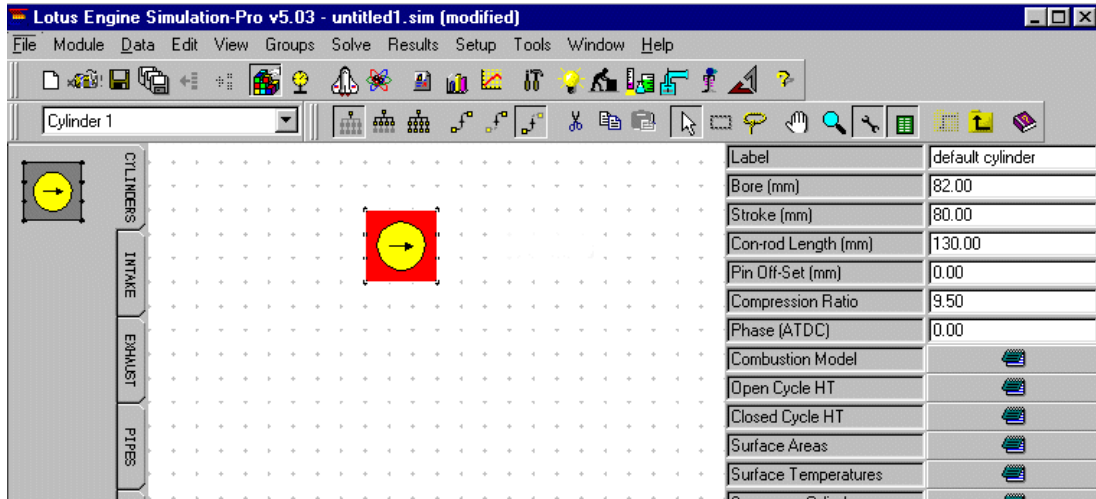 Lotus Engine Simulation-Pro v5.03 - untitled1.sim (modified)
File Module Data Edit View Groups Solve Results Setup Tools Window Help
Cylinder 1
CYLINDERS
INTAKE
EXHAUST
PIPES
Label default cylinder
Bore (mm) 82.00
Stroke (mm) 80.00
Con-rod Length (mm) 130.00
Pin Off-Set (mm) 0.00
Compression Ratio 9.50
Phase (ATDC) 0.00
Combustion Model
Open Cycle HT
Closed Cycle HT
Surface Areas
Surface Temperatures